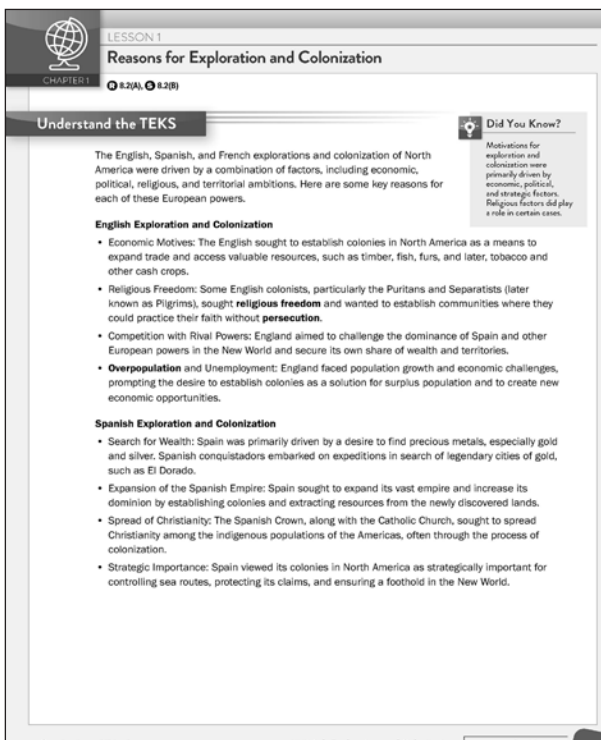 LESSON 1
Reasons for Exploration and Colonization
CHAPTER 1
R 8.2(A), S 8.2(B)
Understand the TEKS
Did You Know?
Motivations for
exploration and
colonization were
primarily driven by
economic, political,
and strategic factors.
Religious factors did play
a role in certain cases.
The English, Spanish, and French explorations and colonization of North
America were driven by a combination of factors, including economic,
political, religious, and territorial ambitions. Here are some key reasons for
each of these European powers.
English Exploration and Colonization
• Economic Motives: The English sought to establish colonies in North America as a means to
expand trade and access valuable resources, such as timber, fish, furs, and later, tobacco and
other cash crops.
• Religious Freedom: Some English colonists, particularly the Puritans and Separatists (later
known as Pilgrims), sought religious freedom and wanted to establish communities where they
could practice their faith without persecution.
• Competition with Rival Powers: England aimed to challenge the dominance of Spain and other
European powers in the New World and secure its own share of wealth and territories.
• Overpopulation and Unemployment: England faced population growth and economic challenges,
prompting the desire to establish colonies as a solution for surplus population and to create new
economic opportunities.
Spanish Exploration and Colonization
• Search for Wealth: Spain was primarily driven by a desire to find precious metals, especially gold
and silver. Spanish conquistadors embarked on expeditions in search of legendary cities of gold,
such as El Dorado.
• Expansion of the Spanish Empire: Spain sought to expand its vast empire and increase its
dominion by establishing colonies and extracting resources from the newly discovered lands.
• Spread of Christianity: The Spanish Crown, along with the Catholic Church, sought to spread
Christianity among the indigenous populations of the Americas, often through the process of
colonization.
• Strategic Importance: Spain viewed its colonies in North America as strategically important for
controlling sea routes, protecting its claims, and ensuring a foothold in the New World.